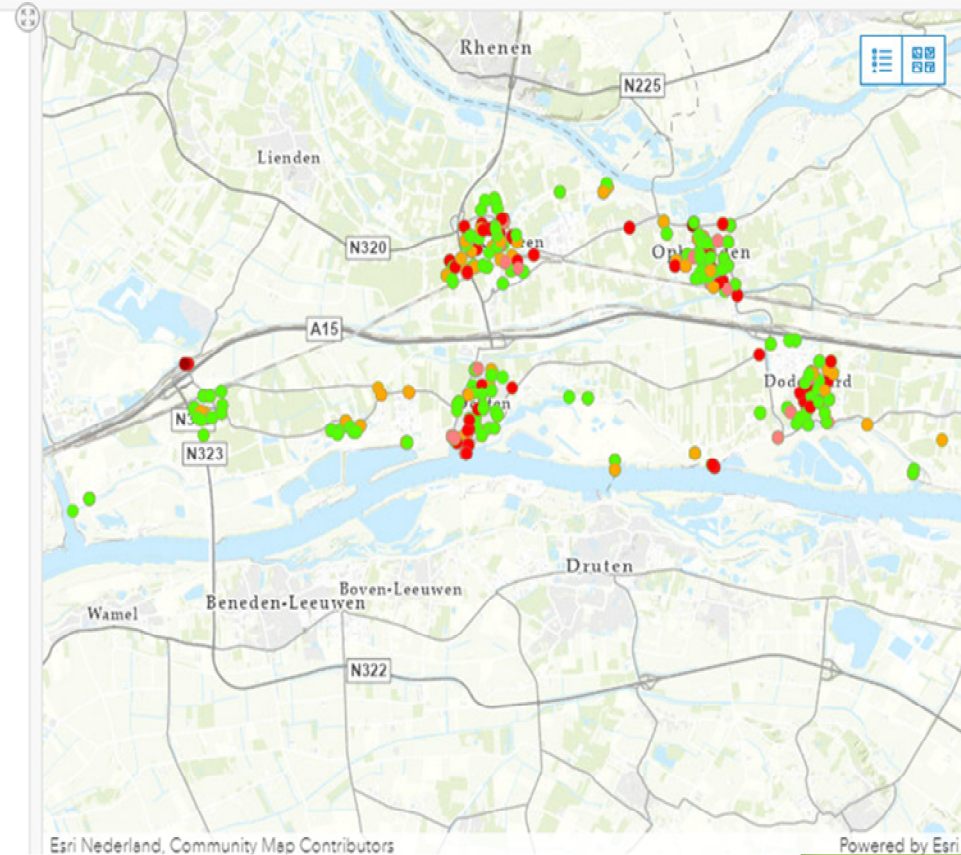 Rhenen
N225
Lienden
N320
A15
N323
Druten
Boven-Leeuwen
Beneden-Leeuwen
Wamel
N322
Esri Nederland, Community Map Contributors
Powered by Esri